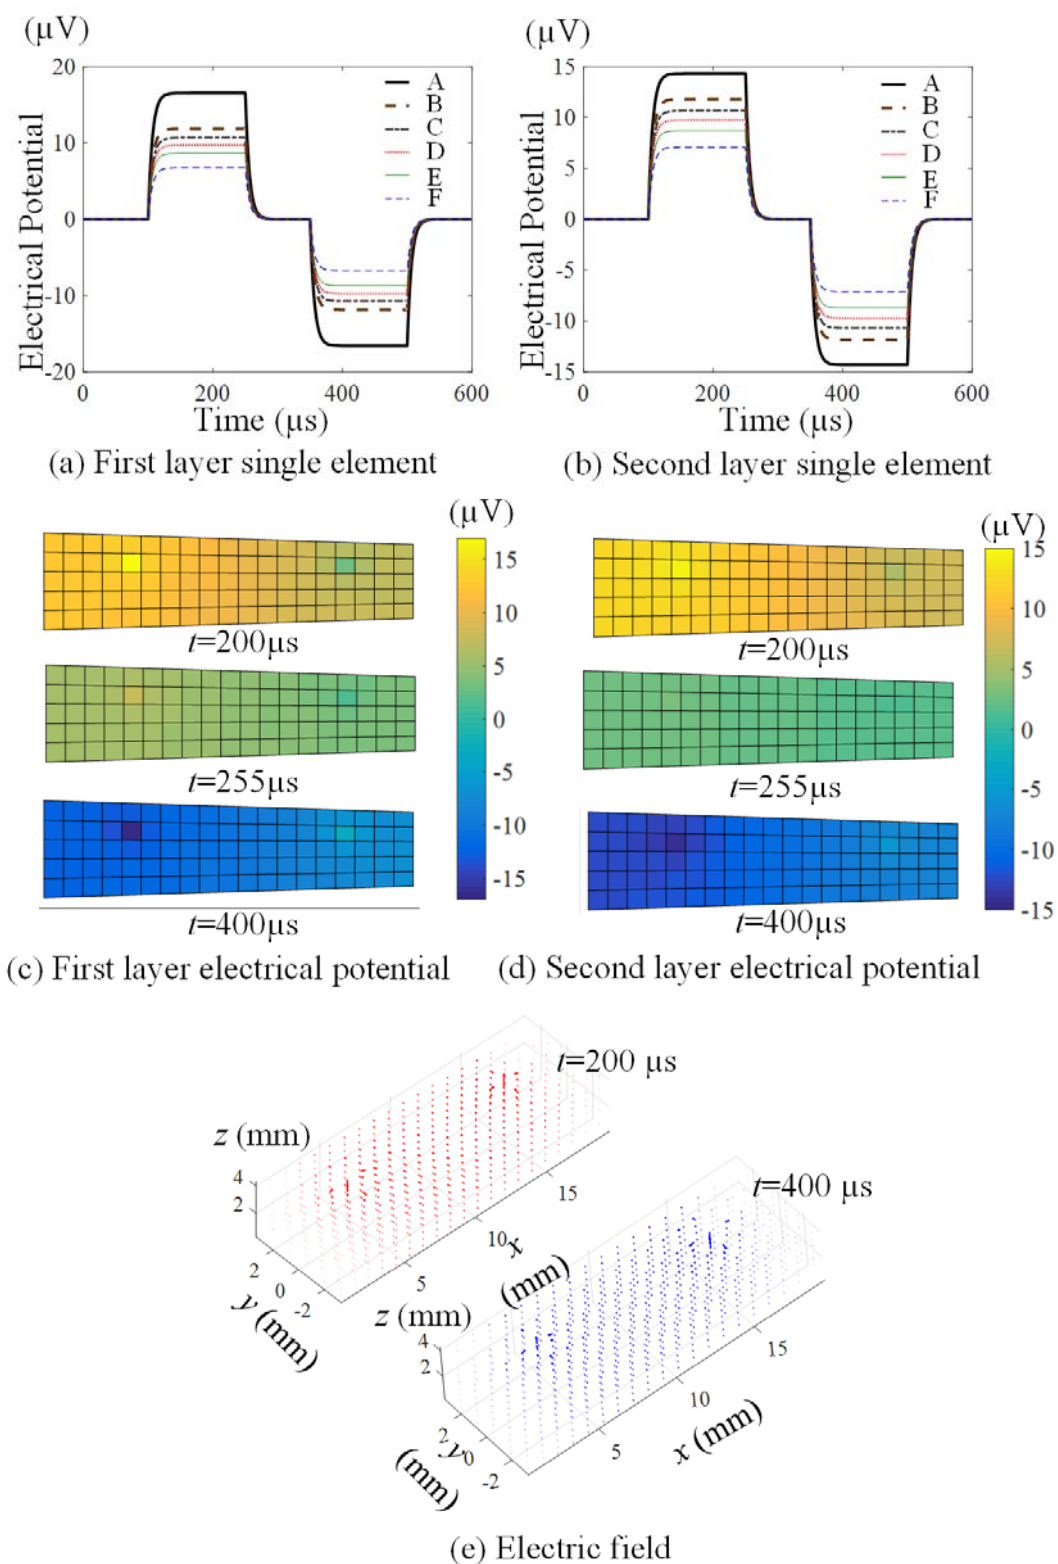 (µV)
20
10
0
-10
-20
Electrical Potential
A
B
C
D
E
F
0
200
400
600
Time (µs)
(a) First layer single element
(µV)
15
10
5
0
-5
-10
-15
Electrical Potential
A
B
C
D
E
F
0
200
400
600
Time (µs)
(b) Second layer single element
(µV)
15
10
5
0
-5
-10
-15
t=200µs
t=255µs
t=400µs
(c) First layer electrical potential
(µV)
15
10
5
0
-5
-10
-15
t=200µs
t=255µs
t=400µs
(d) Second layer electrical potential
t=200 µs
z (mm)
4
2
2
0
-2
y (mm)
5
10
15
x (mm)
t=400 µs
z (mm)
4
2
2
0
-2
y (mm)
5
10
15
x (mm)
(e) Electric field